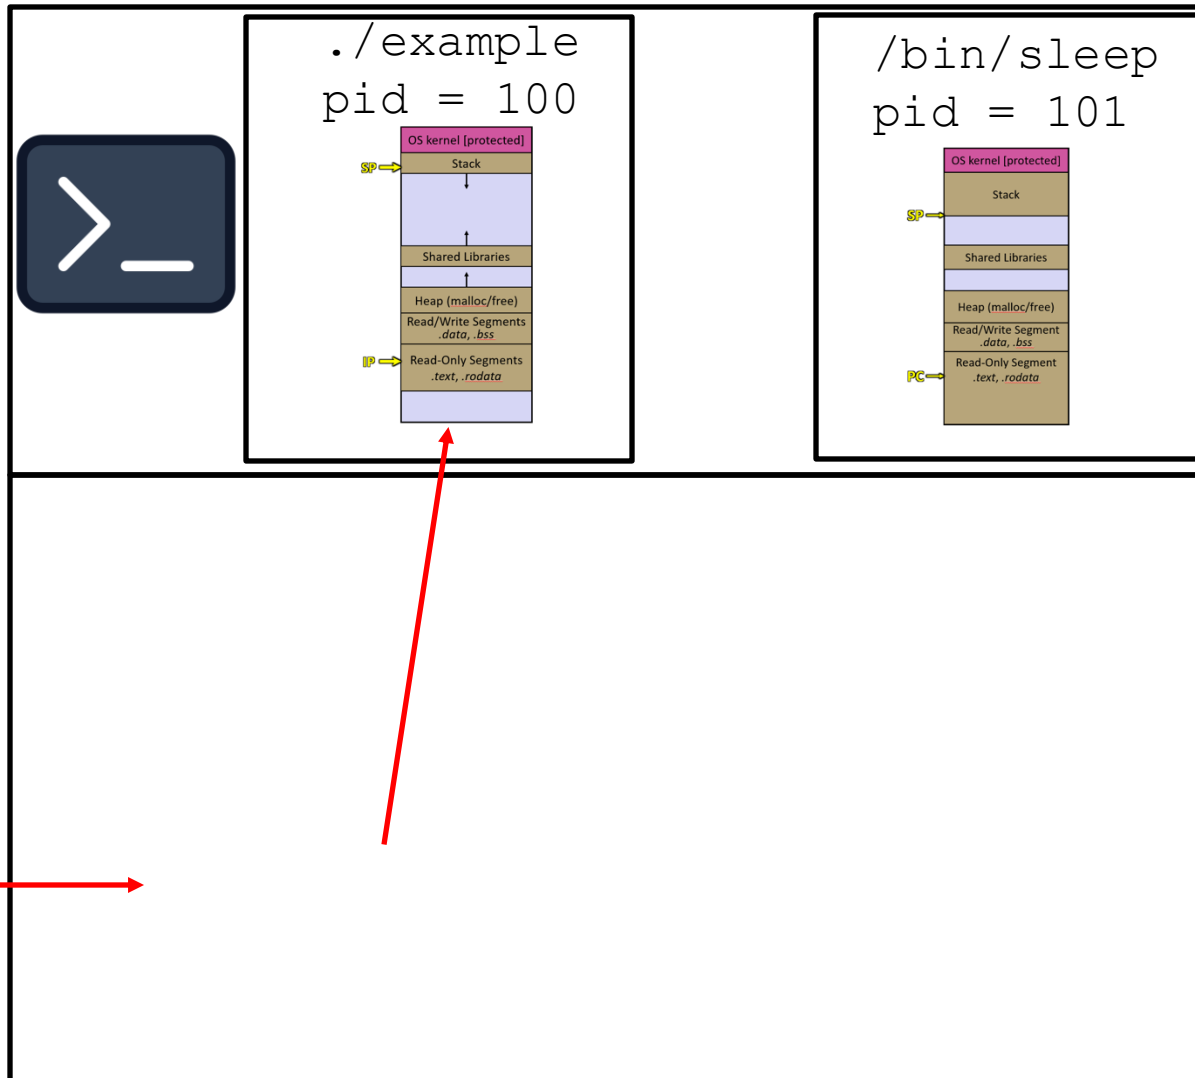 ./example
pid = 100
OS kernel [protected]
SP
Stack
Shared Libraries
Heap (malloc/free)
Read/Write Segments
.data, .bss
IP
Read-Only Segments
.text, .rodata
/bin/sleep
pid = 101
OS kernel [protected]
Stack
SP
Shared Libraries
Heap (malloc/free)
Read/Write Segment
.data, .bss
PC
Read-Only Segment
.text, .rodata